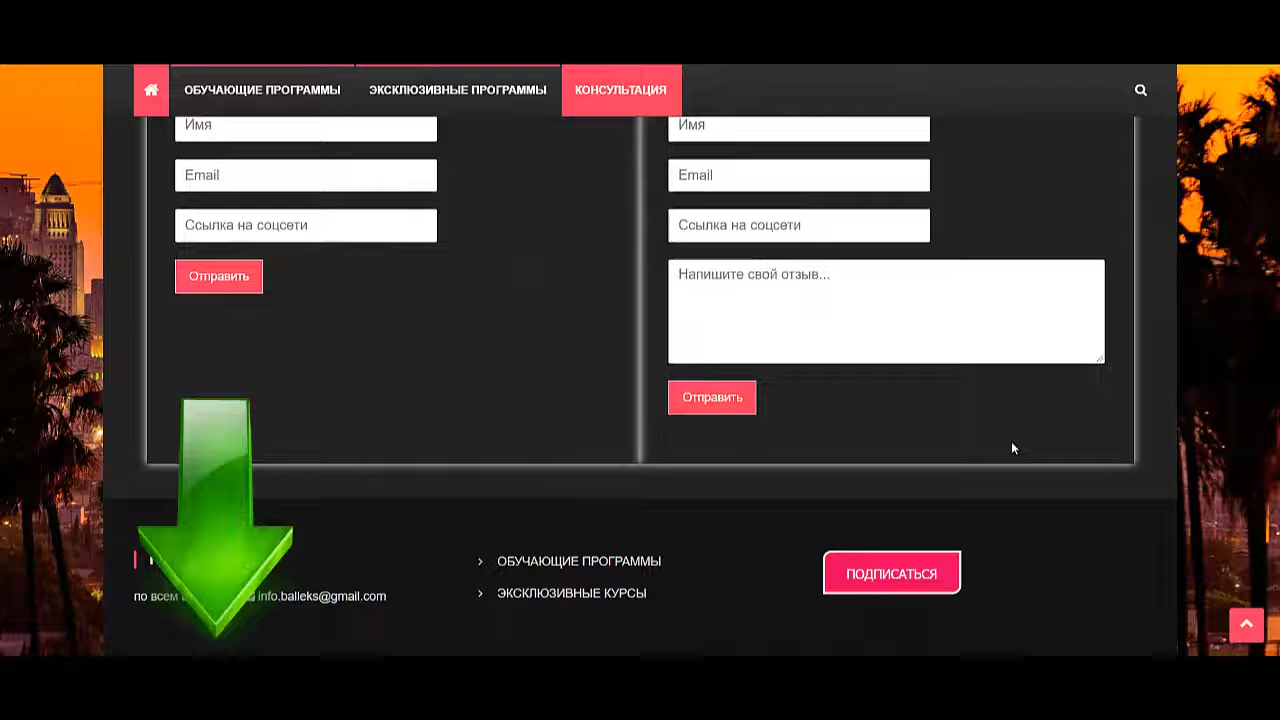 ОБУЧАЮЩИЕ ПРОГРАММЫ
ЭКСКЛЮЗИВНЫЕ ПРОГРАММЫ
КОНСУЛЬТАЦИЯ
Имя
Email
Ссылка на соцсети
Отправить
Имя
Email
Ссылка на соцсети
Напишите свой отзыв...
Отправить
по всем info.balleks@gmail.com
ОБУЧАЮЩИЕ ПРОГРАММЫ
ЭКСКЛЮЗИВНЫЕ КУРСЫ
ПОДПИСАТЬСЯ